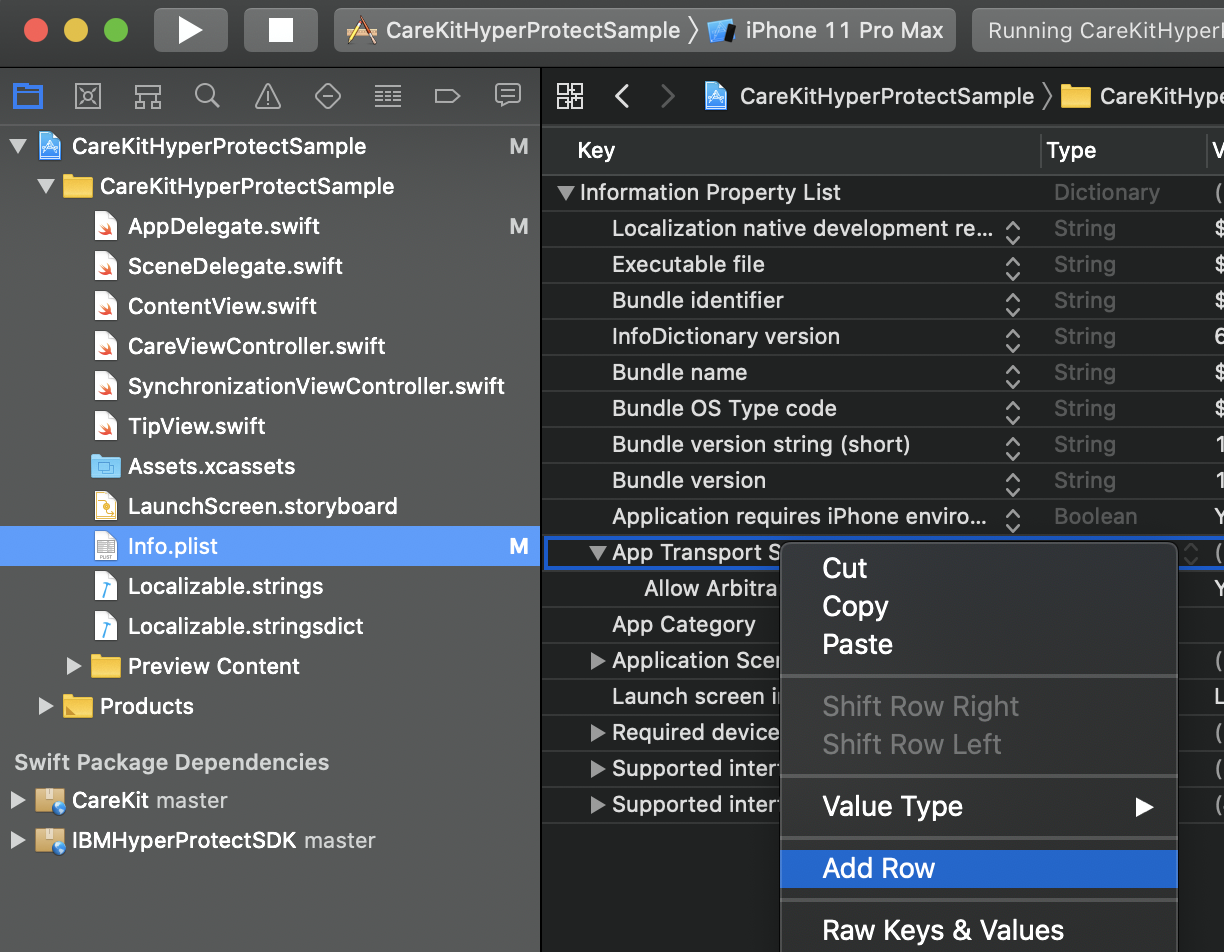 CareKitHyperProtectSample
iPhone 11 Pro Max
Running CareKitHyperP
CareKitHyperProtectSample
CareKitHype
CareKitHyperProtectSample M
CareKitHyperProtectSample
AppDelegate.swift M
SceneDelegate.swift
ContentView.swift
CareViewController.swift
SynchronizationViewController.swift
TipView.swift
Assets.xcassets
LaunchScreen.storyboard
Info.plist M
Localizable.strings
Localizable.stringsdict
Preview Content
Products
Swift Package Dependencies
CareKit master
IBMHyperProtectSDK master
Key Type V
Information Property List Dictionary (
Localization native development re... String $
Executable file String $
Bundle identifier String $
InfoDictionary version String 6
Bundle name String $
Bundle OS Type code String $
Bundle version string (short) String 1
Bundle version String 1
Application requires iPhone enviro... Boolean Y
App Transport S (
Allow Arbitra Y
App Category
Application Scen (
Launch screen i L
Required device (
Supported inter (
Supported inter (
Cut
Copy
Paste
Shift Row Right
Shift Row Left
Value Type
Add Row
Raw Keys & Values